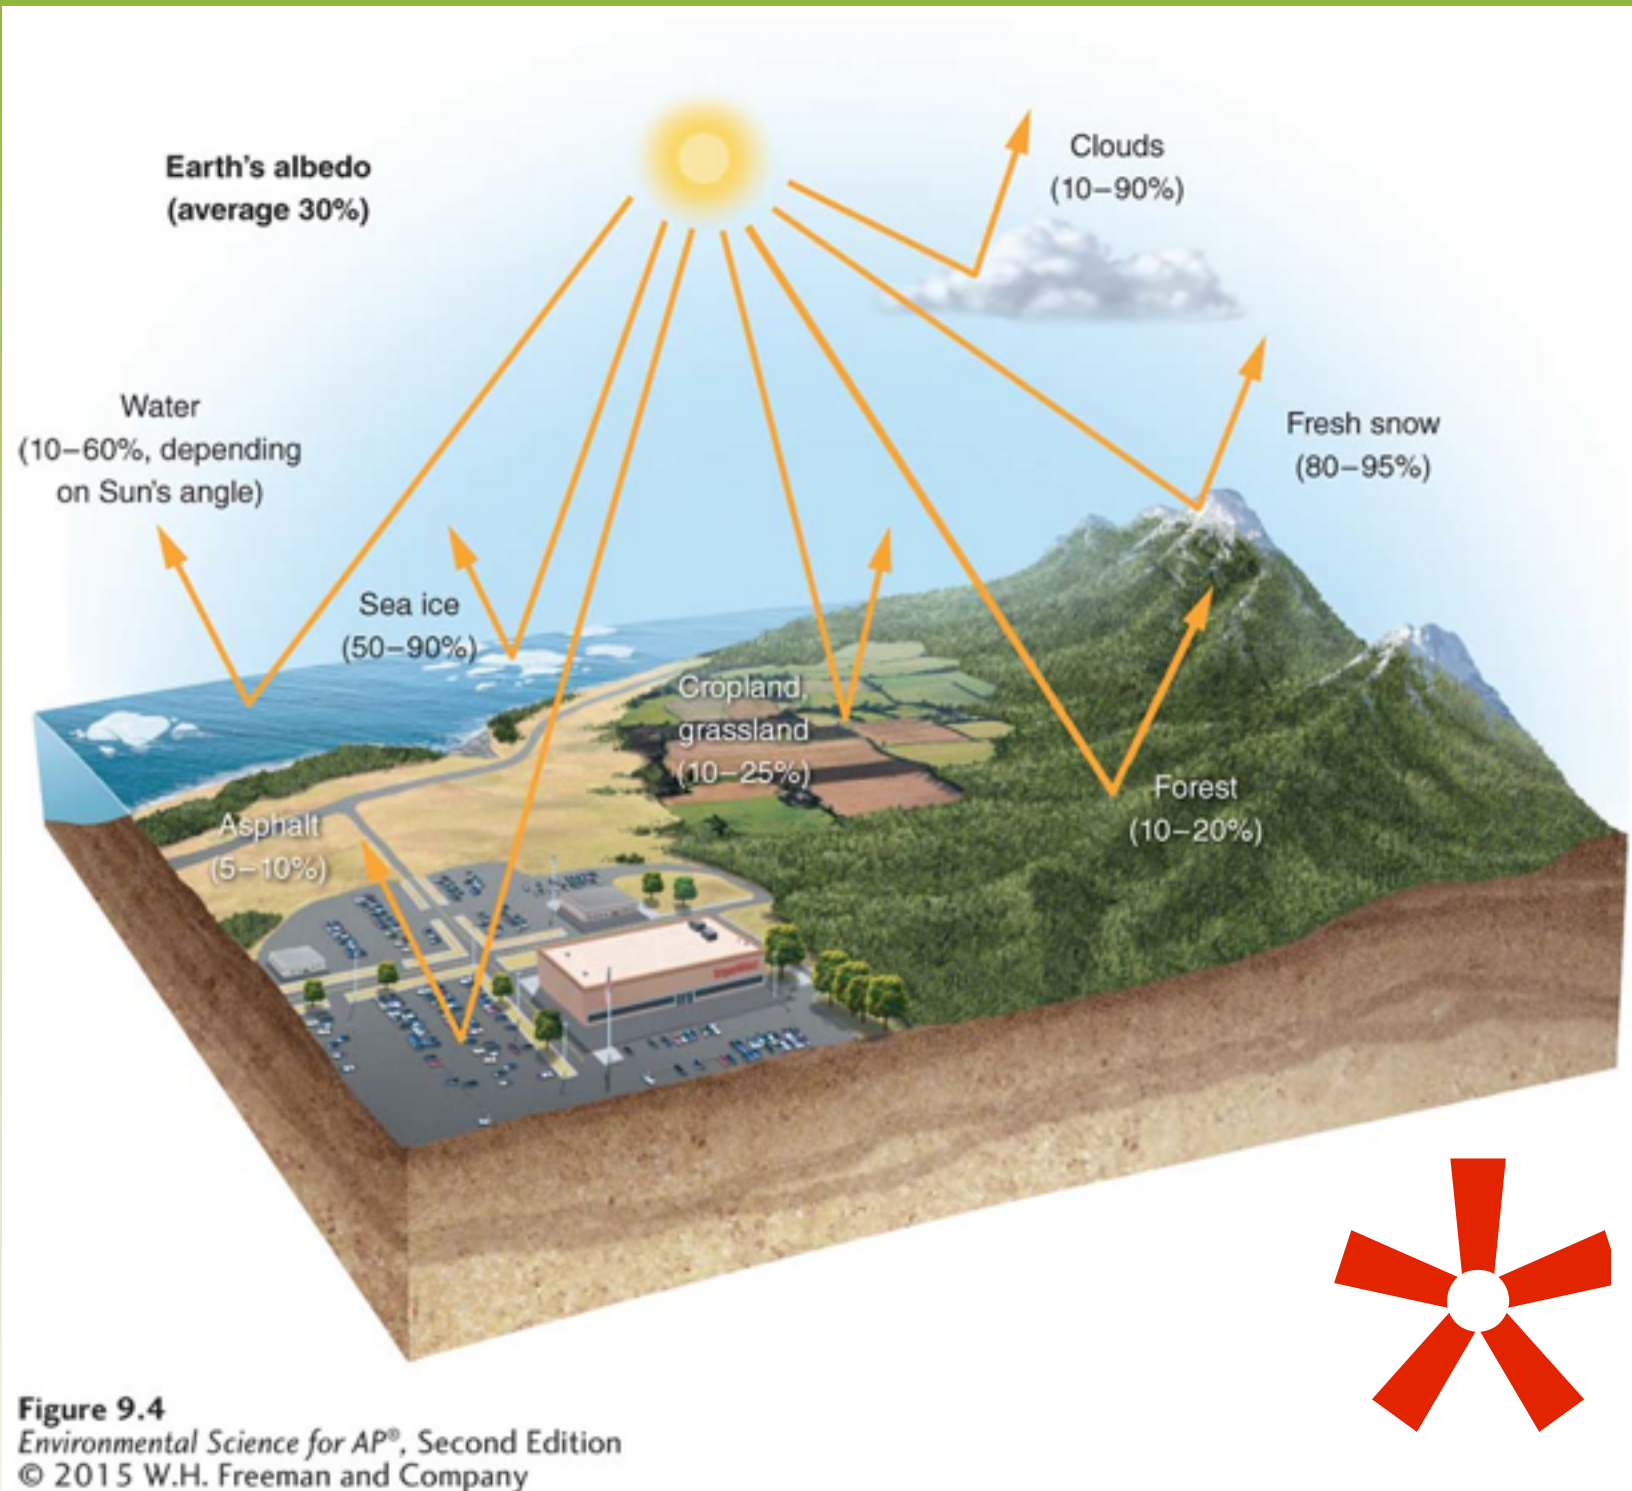 Earth's albedo
(average 30%)
Clouds
(10–90%)
Water
(10–60%, depending
on Sun's angle)
Fresh snow
(80–95%)
Sea ice
(50–90%)
Cropland,
grassland
(10–25%)
Forest
(10–20%)
Asphalt
(5–10%)
Figure 9.4
Environmental Science for AP®, Second Edition
© 2015 W.H. Freeman and Company